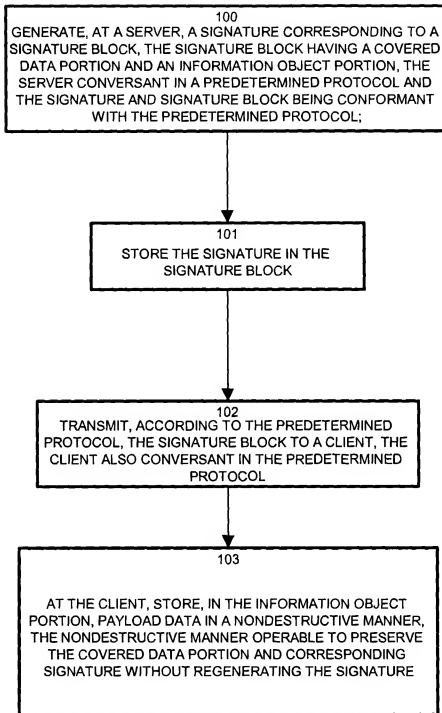 100
GENERATE, AT A SERVER, A SIGNATURE CORRESPONDING TO A
SIGNATURE BLOCK, THE SIGNATURE BLOCK HAVING A COVERED
DATA PORTION AND AN INFORMATION OBJECT PORTION, THE
SERVER CONVERSANT IN A PREDETERMINED PROTOCOL AND
THE SIGNATURE AND SIGNATURE BLOCK BEING CONFORMANT
WITH THE PREDETERMINED PROTOCOL;
101
STORE THE SIGNATURE IN THE
SIGNATURE BLOCK
102
TRANSMIT, ACCORDING TO THE PREDETERMINED
PROTOCOL, THE SIGNATURE BLOCK TO A CLIENT, THE
CLIENT ALSO CONVERSANT IN THE PREDETERMINED
PROTOCOL
103
AT THE CLIENT, STORE, IN THE INFORMATION OBJECT
PORTION, PAYLOAD DATA IN A NONDESTRUCTIVE MANNER,
THE NONDESTRUCTIVE MANNER OPERABLE TO PRESERVE
THE COVERED DATA PORTION AND CORRESPONDING
SIGNATURE WITHOUT REGENERATING THE SIGNATURE